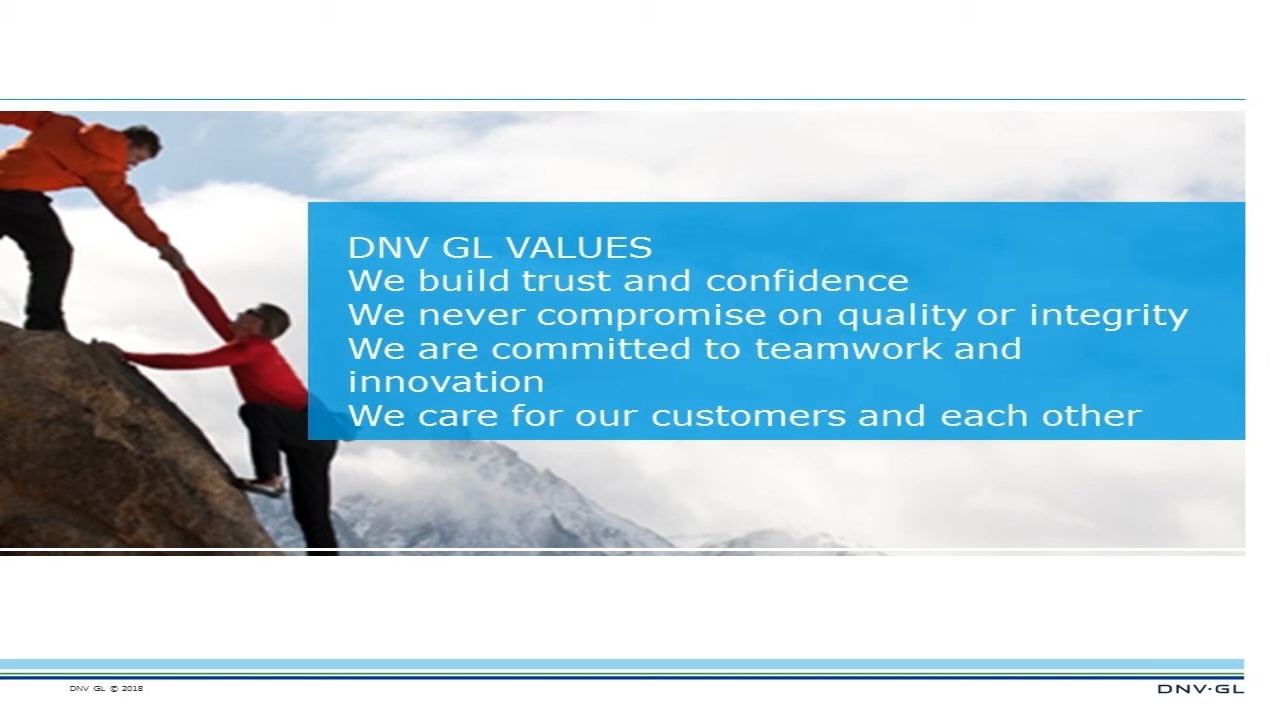 DNV GL VALUES
We build trust and confidence
We never compromise on quality or integrity
We are committed to teamwork and
innovation
We care for our customers and each other
DNV GL © 2018
DNV·GL